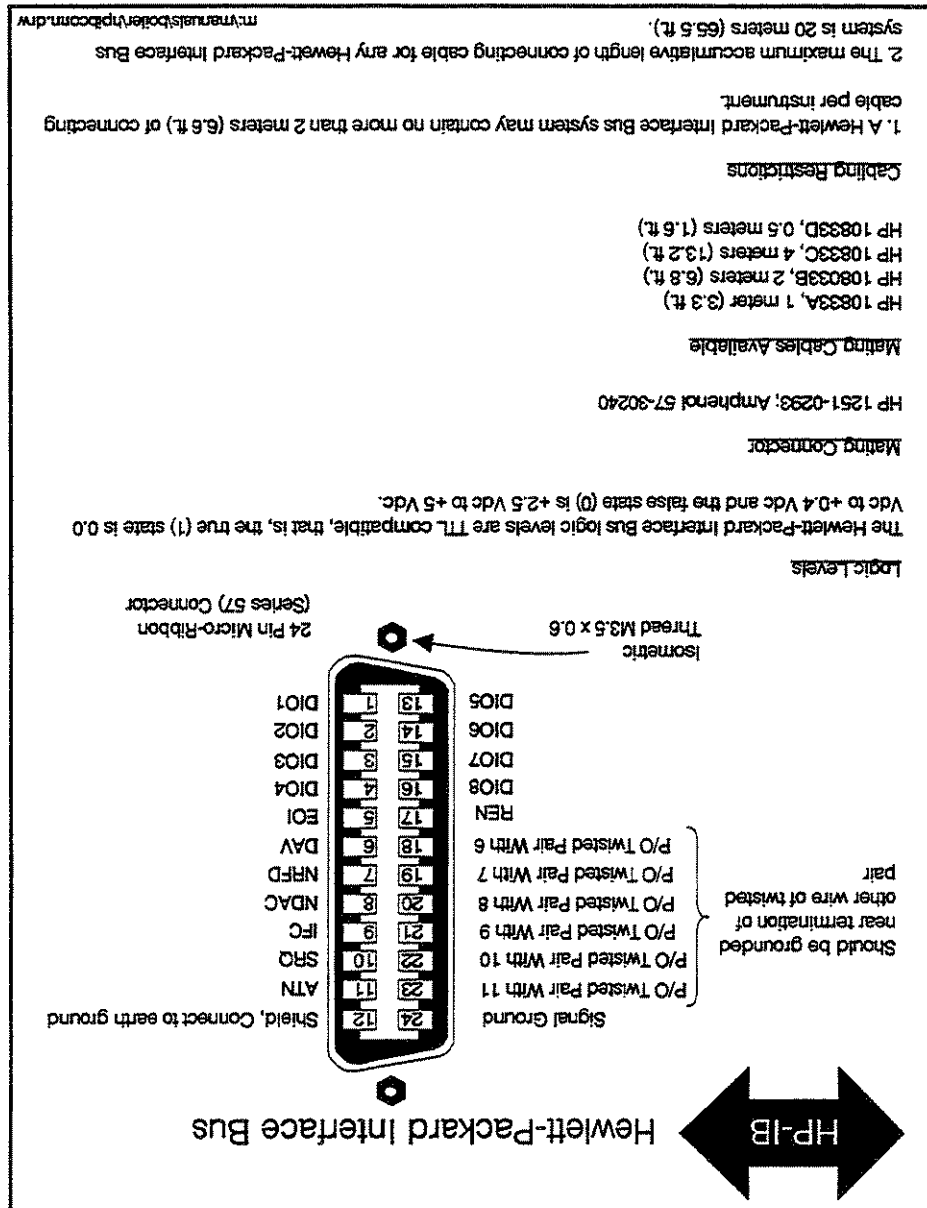 HP-IB
Hewlett-Packard Interface Bus
Signal Ground 24 12 Shield, Connect to earth ground
P/O Twisted Pair With 11 23 11 ATN
P/O Twisted Pair With 10 22 10 SRQ
P/O Twisted Pair With 9 21 9 IFC
P/O Twisted Pair With 8 20 8 NDAC
P/O Twisted Pair With 7 19 7 NRFD
P/O Twisted Pair With 6 18 6 DAV
Should be grounded
near termination of
other wire of twisted
pair
REN 17 5 EOI
DIO8 16 4 DIO4
DIO7 15 3 DIO3
DIO6 14 2 DIO2
DIO5 13 1 DIO1
Isometric
Thread M3.5 x 0.6
24 Pin Micro-Ribbon
(Series 57) Connector
Logic Levels
The Hewlett-Packard Interface Bus logic levels are TTL compatible, that is, the true (1) state is 0.0
Vdc to +0.4 Vdc and the false state (0) is +2.5 Vdc to +5 Vdc.
Mating Connector
HP 1251-0293; Amphenol 57-30240
Mating Cables Available
HP 10833A, 1 meter (3.3 ft.)
HP 108033B, 2 meters (6.8 ft.)
HP 10833C, 4 meters (13.2 ft.)
HP 10833D, 0.5 meters (1.6 ft.)
Cabling Restrictions
1. A Hewlett-Packard Interface Bus system may contain no more than 2 meters (6.6 ft.) of connecting
cable per instrument.
2. The maximum accumlative length of connecting cable for any Hewlett-Packard Interface Bus
system is 20 meters (65.5 ft.).
m:\manuals\boiler\hpibconn.drw